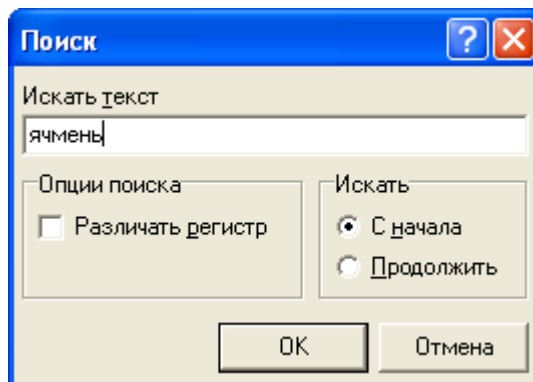 Поиск
Искать текст
ячмень
Опции поиска
Различать регистр
Искать
С начала
Продолжить
OK
Отмена